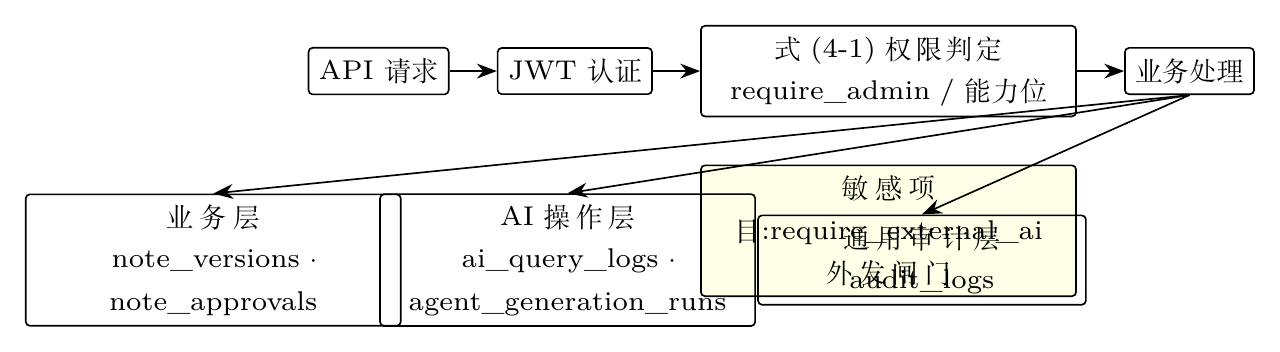 API 请求
JWT 认证
式 (4-1) 权限判定
require_admin / 能力位
业务处理
业务层
note_versions ·
note_approvals
AI 操作层
ai_query_logs ·
agent_generation_runs
敏感项
目:require_external_ai
外发闸门
通用审计层
audit_logs